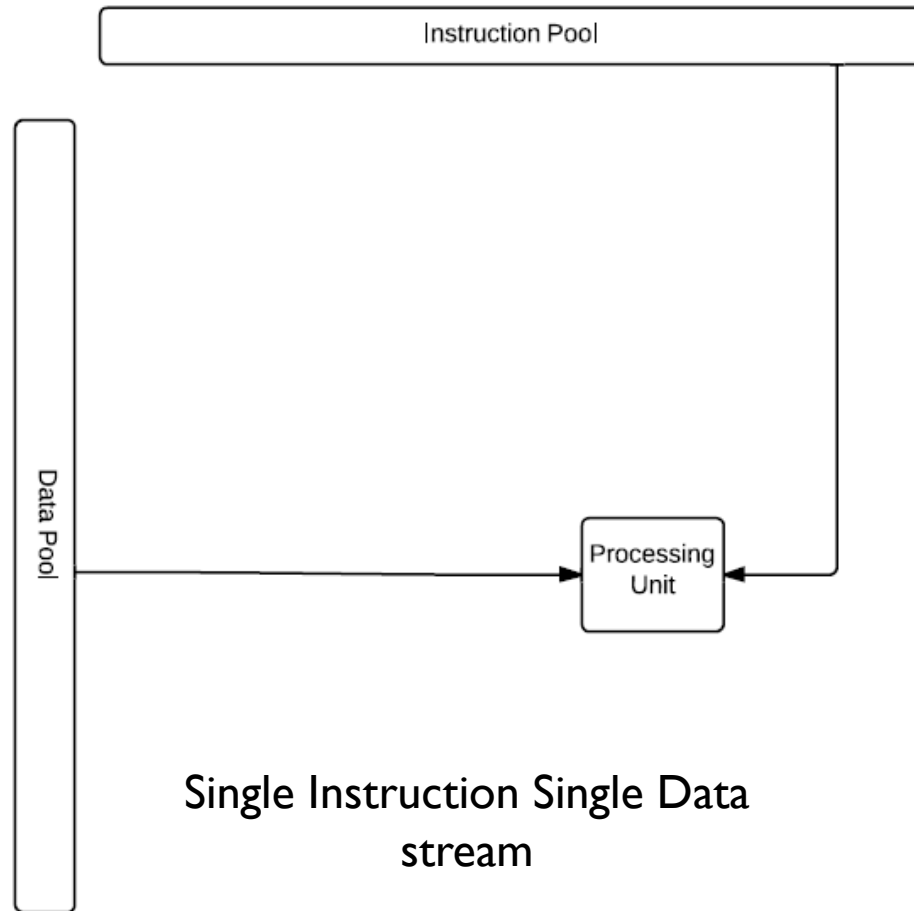 Instruction Pool
Data Pool
Processing
Unit
Single Instruction Single Data
stream